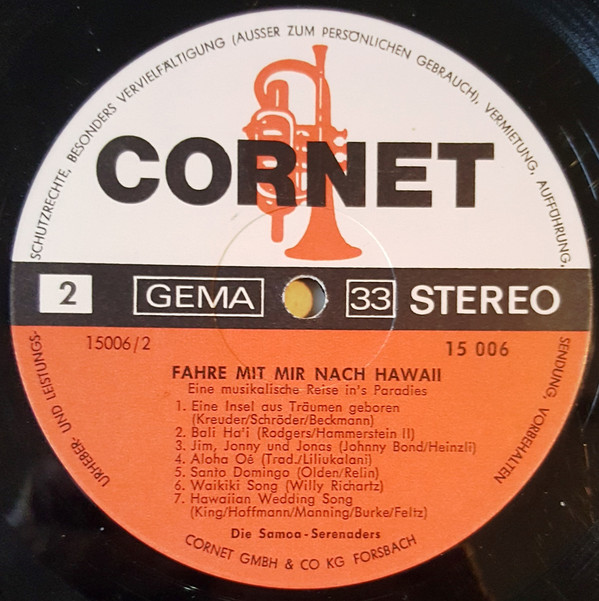 SCHUTZRECHTE, BESONDERS VERVIELFÄLTIGUNG (AUSSER ZUM PERSÖNLICHEN GEBRAUCH), VERMIETUNG, AUFFÜHRUNG,
CORNET
2 GEMA 33 STEREO
15006/2 15 006
FAHRE MIT MIR NACH HAWAII
Eine musikalische Reise in's Paradies
1. Eine Insel aus Träumen geboren
(Kreuder/Schröder/Beckmann)
2. Bali Ha'i (Rodgers/Hammerstein II)
3. Jim, Jonny und Jonas (Johnny Bond/Heinzli)
4. Aloha Oé (Trad./Liliukalani)
5. Santo Domingo (Olden/Relin)
6. Waikiki Song (Willy Richartz)
7. Hawaiian Wedding Song
(King/Hoffmann/Manning/Burke/Feltz)
Die Samoa-Serenaders
CORNET GMBH & CO KG FORSBACH
URHEBER- UND LEISTUNGS-
SENDUNG, VORBEHALTEN